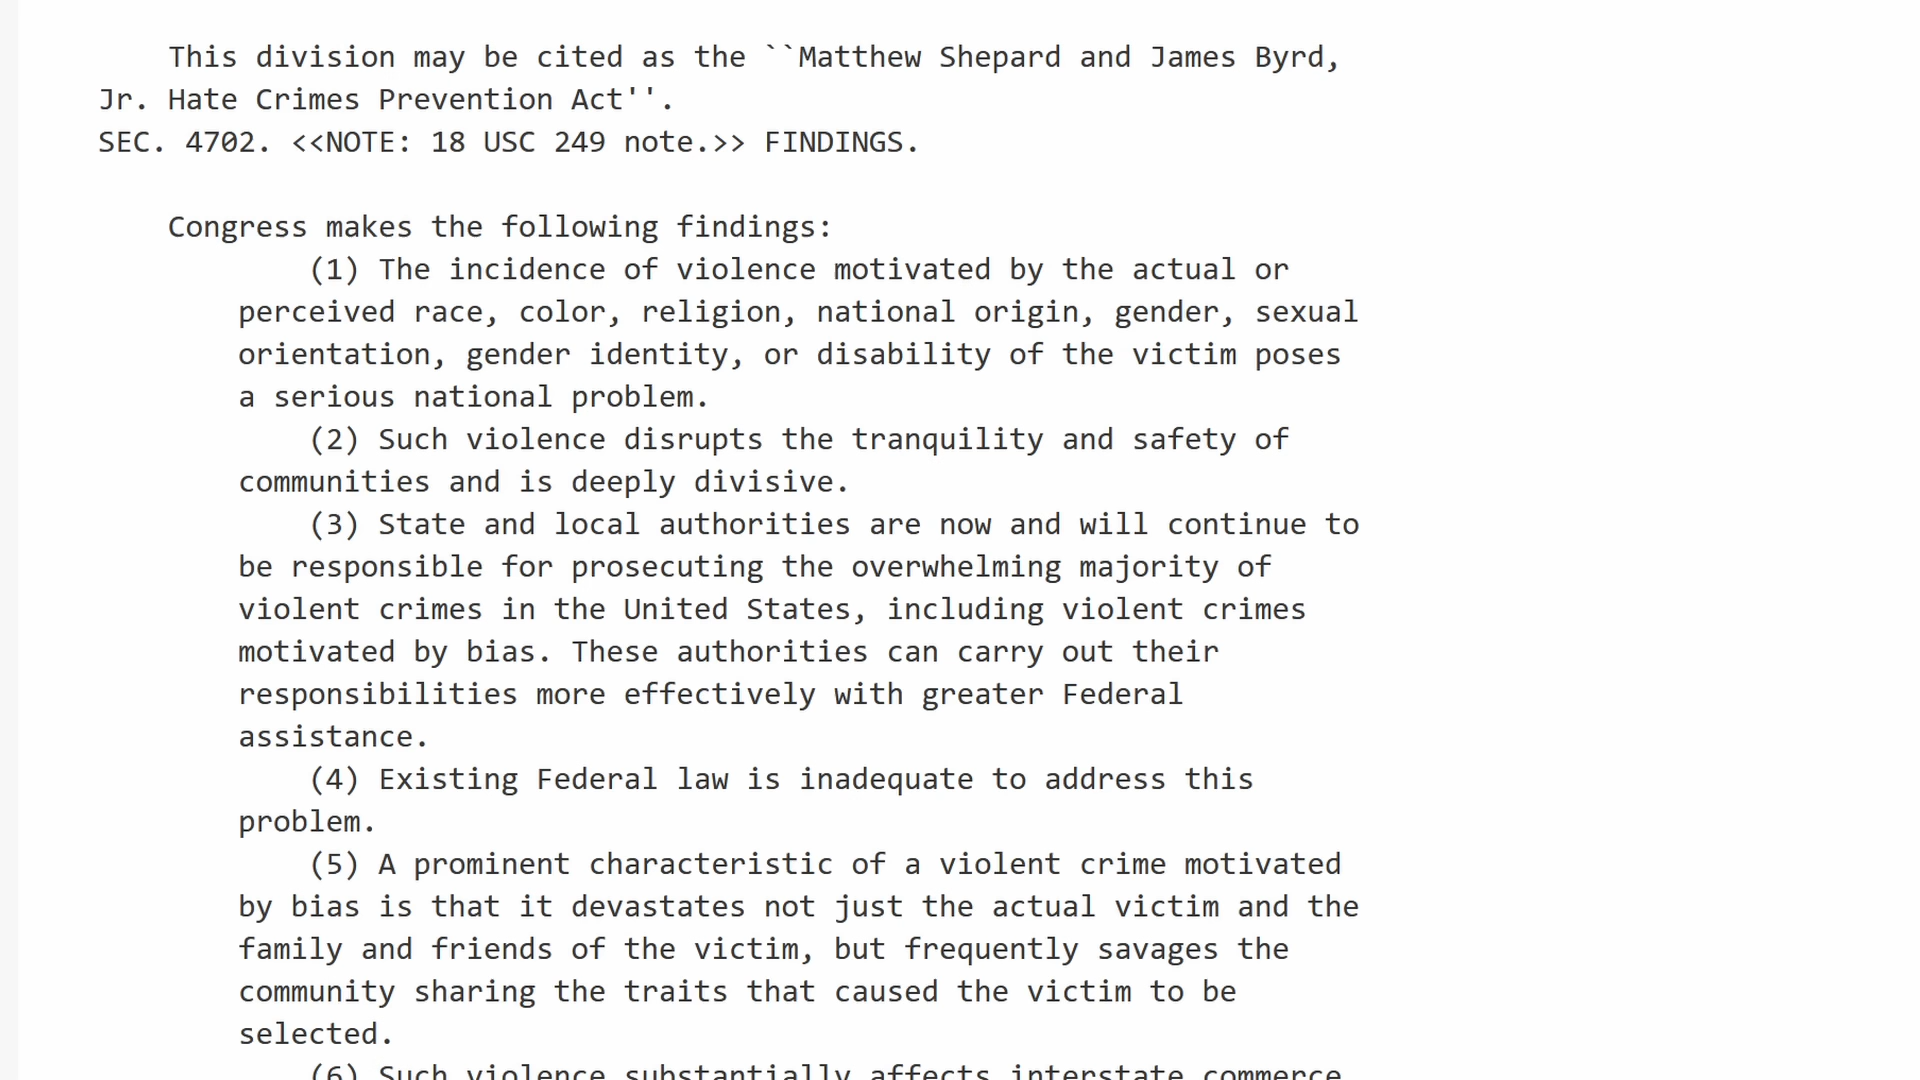 This division may be cited as the ``Matthew Shepard and James Byrd,
Jr. Hate Crimes Prevention Act''.
SEC. 4702. <<NOTE: 18 USC 249 note.>> FINDINGS.
Congress makes the following findings:
(1) The incidence of violence motivated by the actual or
perceived race, color, religion, national origin, gender, sexual
orientation, gender identity, or disability of the victim poses
a serious national problem.
(2) Such violence disrupts the tranquility and safety of
communities and is deeply divisive.
(3) State and local authorities are now and will continue to
be responsible for prosecuting the overwhelming majority of
violent crimes in the United States, including violent crimes
motivated by bias. These authorities can carry out their
responsibilities more effectively with greater Federal
assistance.
(4) Existing Federal law is inadequate to address this
problem.
(5) A prominent characteristic of a violent crime motivated
by bias is that it devastates not just the actual victim and the
family and friends of the victim, but frequently savages the
community sharing the traits that caused the victim to be
selected.
(6) Such violence substantially affects interstate commerce